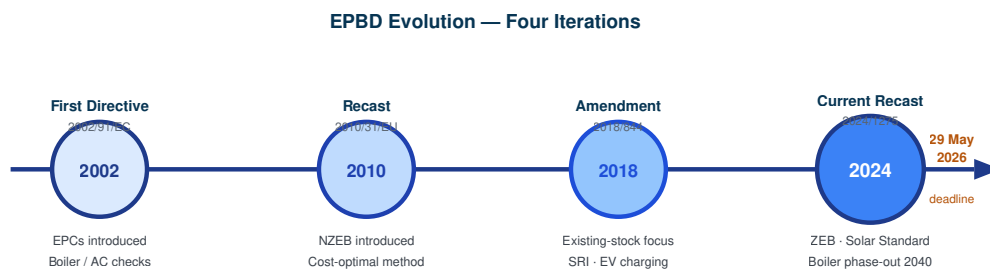 EPBD Evolution — Four Iterations
First Directive
2002/91/EC
2002
EPCs introduced
Boiler / AC checks
Recast
2010/31/EU
2010
NZEB introduced
Cost-optimal method
Amendment
2018/844
2018
Existing-stock focus
SRI · EV charging
Current Recast
2024/1275
2024
ZEB · Solar Standard
Boiler phase-out 2040
29 May
2026
deadline